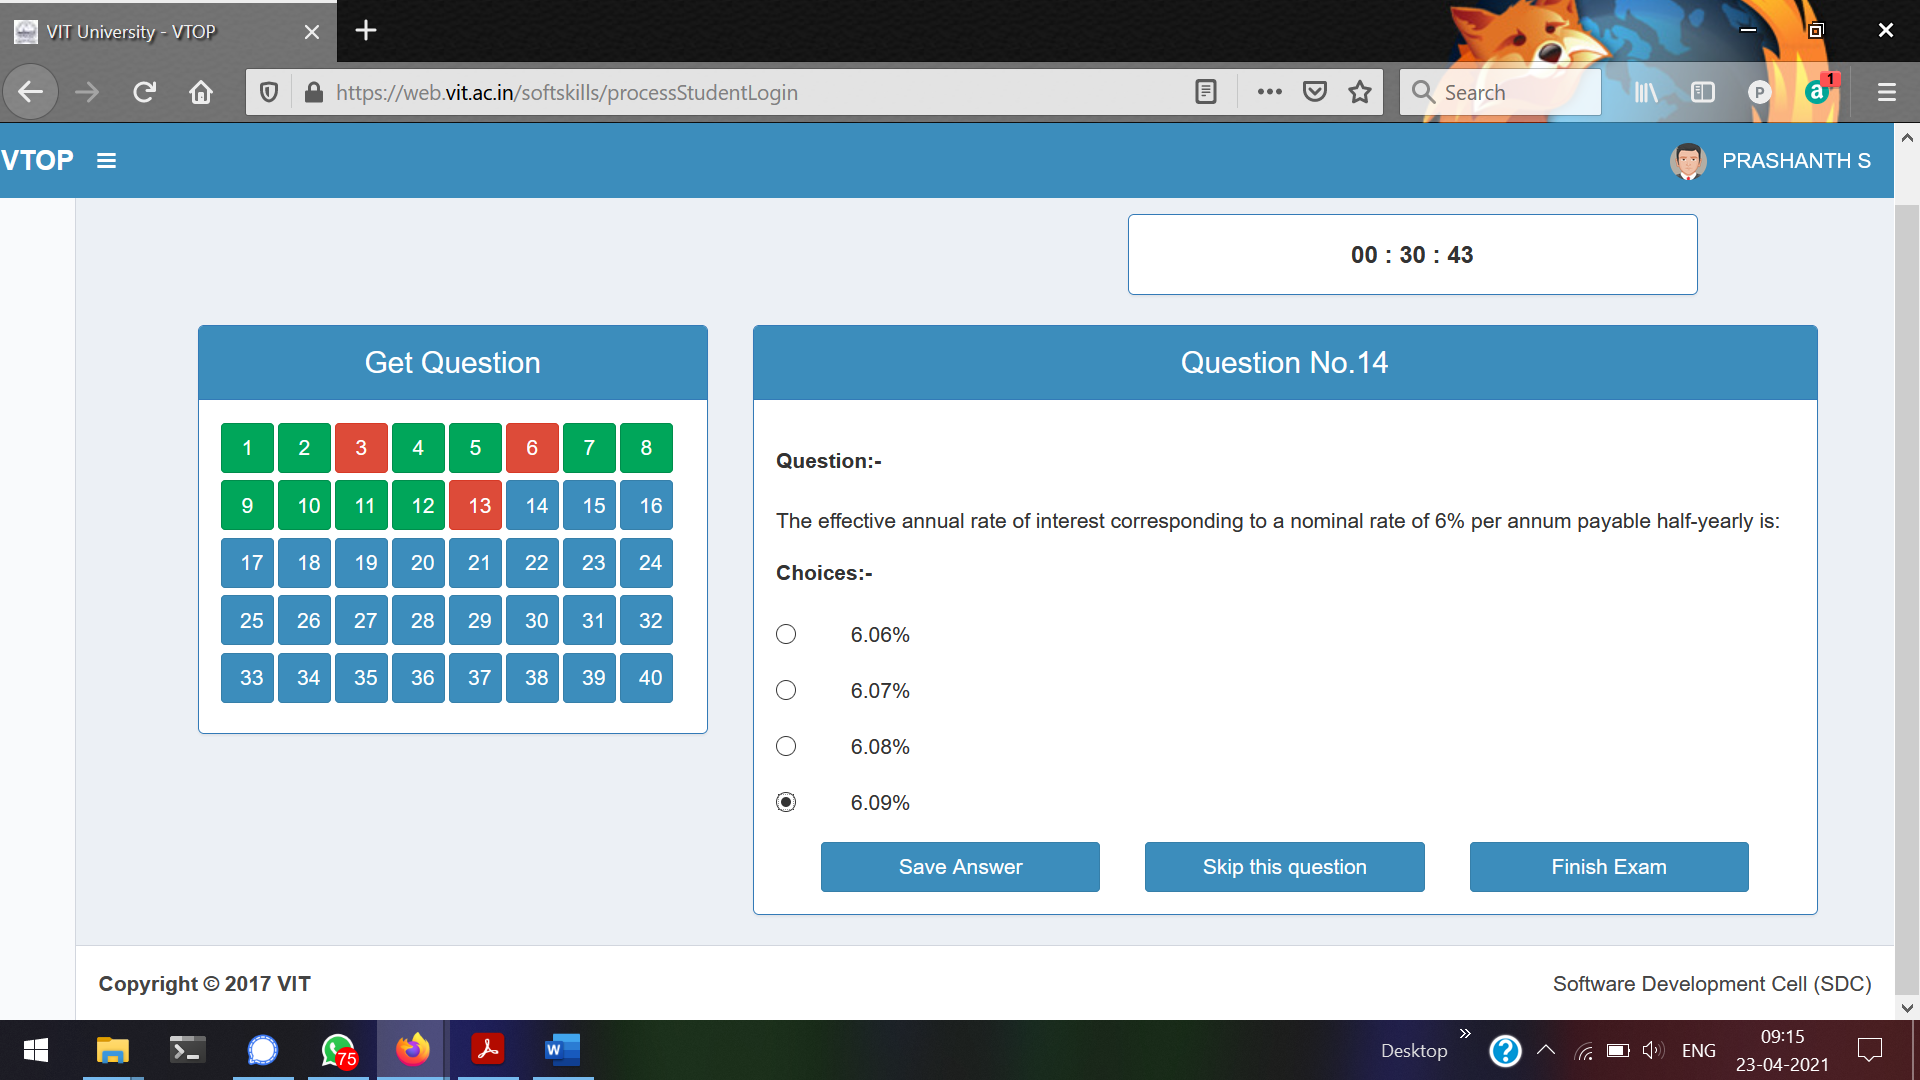 VIT University - VTOP
https://web.vit.ac.in/softskills/processStudentLogin
Search
P
a
1
VTOP
PRASHANTH S
00 : 30 : 43
Get Question
Question No.14
1 2 3 4 5 6 7 8
9 10 11 12 13 14 15 16
17 18 19 20 21 22 23 24
25 26 27 28 29 30 31 32
33 34 35 36 37 38 39 40
Question:-
The effective annual rate of interest corresponding to a nominal rate of 6% per annum payable half-yearly is:
Choices:-
6.06%
6.07%
6.08%
6.09%
Save Answer
Skip this question
Finish Exam
Copyright © 2017 VIT
Software Development Cell (SDC)
75
W
Desktop
ENG
09:15
23-04-2021